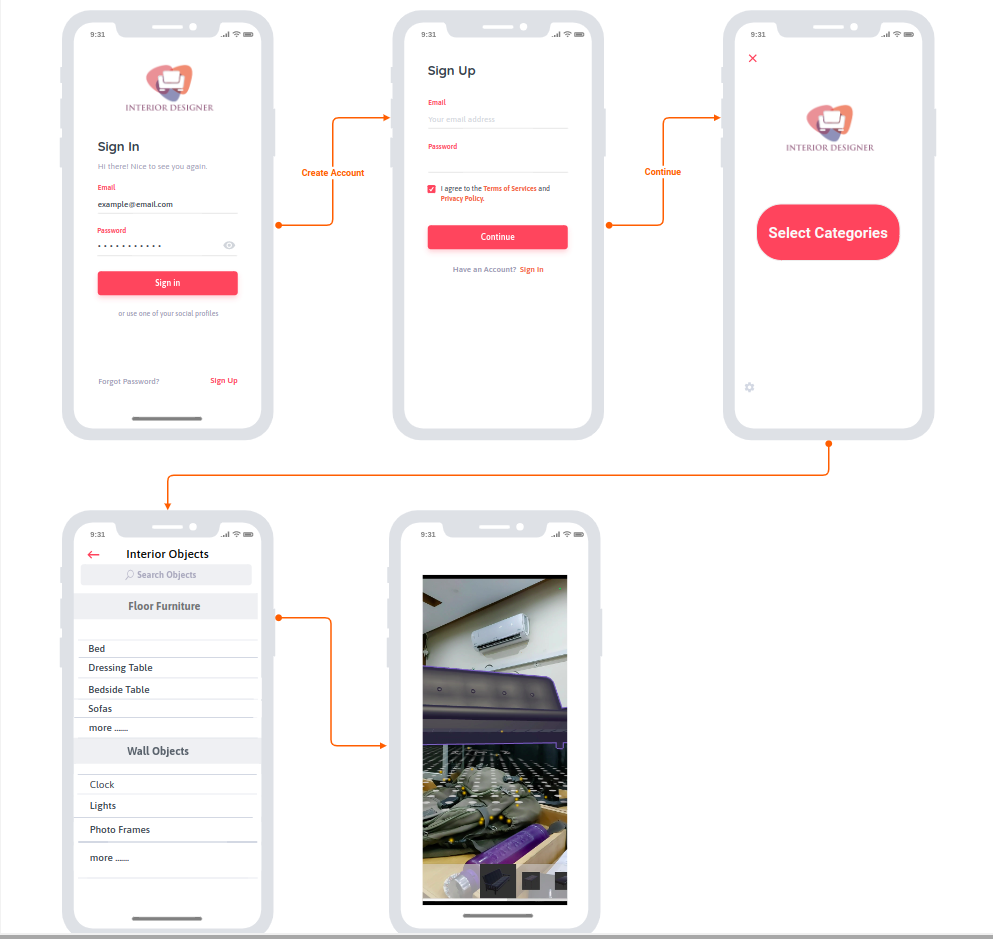 9:31
INTERIOR DESIGNER
Sign In
Hi there! Nice to see you again.
Email
example@email.com
Password
Sign in
or use one of your social profiles
Forgot Password?
Sign Up
Create Account
9:31
Sign Up
Email
Your email address
Password
I agree to the Terms of Services and
Privacy Policy.
Continue
Have an Account? Sign In
Continue
9:31
INTERIOR DESIGNER
Select Categories
9:31
Interior Objects
Search Objects
Floor Furniture
Bed
Dressing Table
Bedside Table
Sofas
more .......
Wall Objects
Clock
Lights
Photo Frames
more .......
9:31